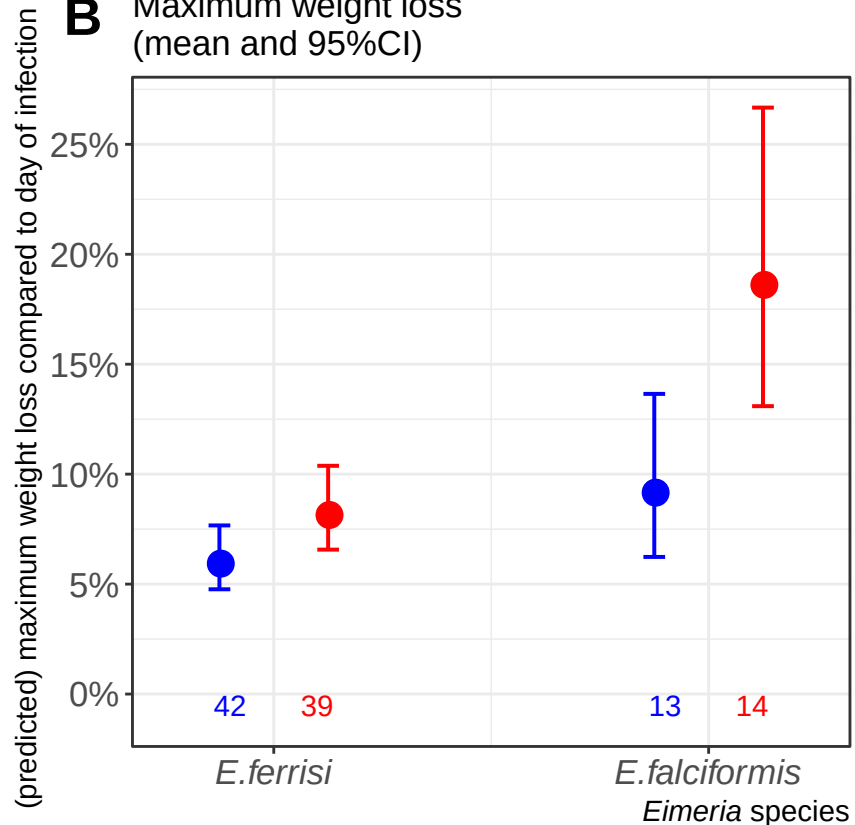 B
Maximum weight loss
(mean and 95%CI)
(predicted) maximum weight loss compared to day of infection
25%
20%
15%
10%
5%
0%
42 39 13 14
E.ferrisi E.falciformis
Eimeria species